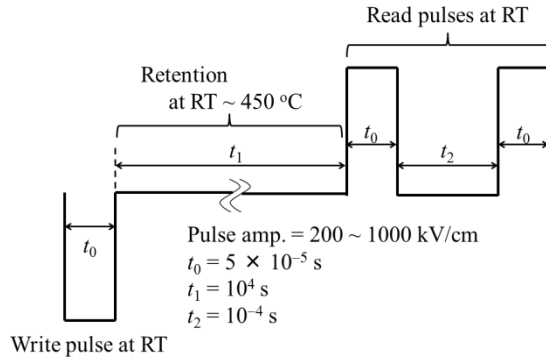 Read pulses at RT
Retention
at RT ~ 450 °C
t₀
t₀
t₁
t₂
t₀
Pulse amp. = 200 ~ 1000 kV/cm
t₀ = 5 × 10⁻⁵ s
t₁ = 10⁴ s
t₂ = 10⁻⁴ s
Write pulse at RT